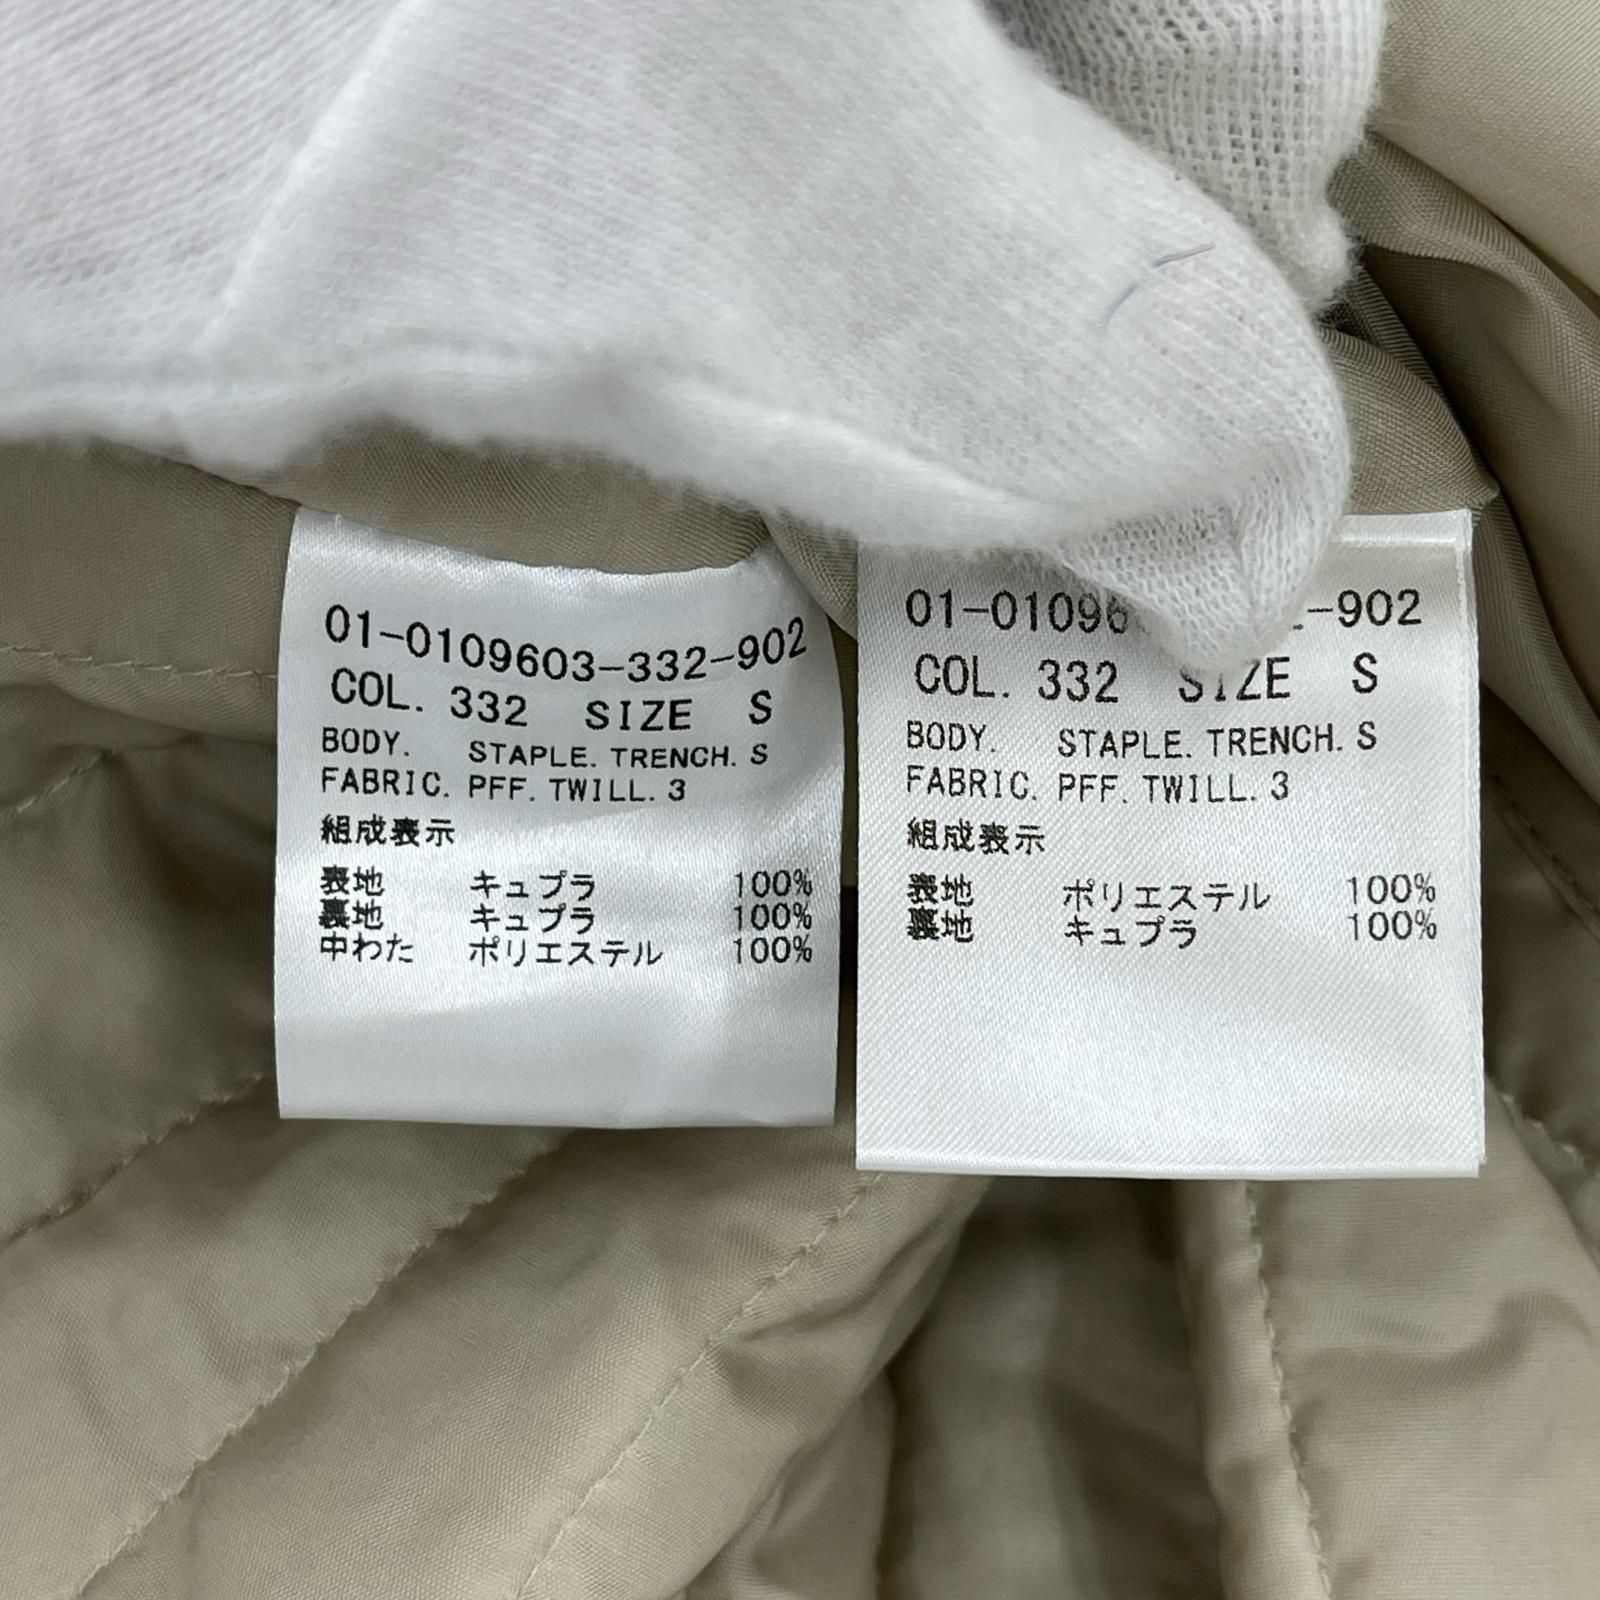 01-0109603-332-902
COL. 332 SIZE S
BODY. STAPLE. TRENCH. S
FABRIC. PFF. TWILL. 3
組成表示
表地 キュプラ 100%
裏地 キュプラ 100%
中わた ポリエステル 100%
01-01096 -902
COL. 332 SIZE S
BODY. STAPLE. TRENCH. S
FABRIC. PFF. TWILL. 3
組成表示
表地 ポリエステル 100%
裏地 キュプラ 100%